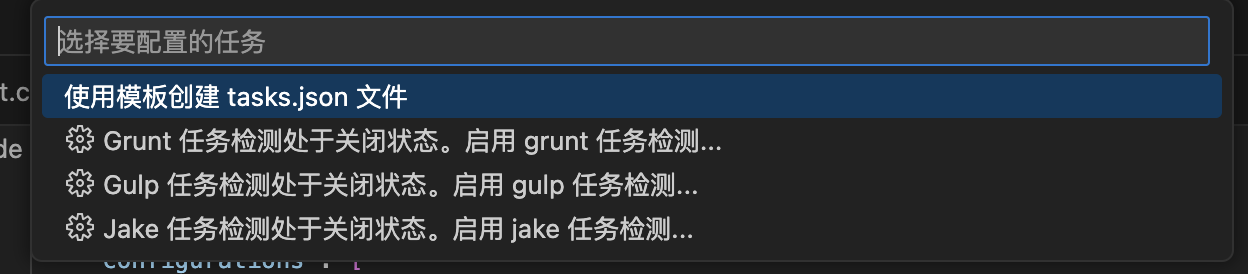 选择要配置的任务
t.c
使用模板创建 tasks.json 文件
Grunt 任务检测处于关闭状态。启用 grunt 任务检测...
de
Gulp 任务检测处于关闭状态。启用 gulp 任务检测...
Jake 任务检测处于关闭状态。启用 jake 任务检测...
configurations : [